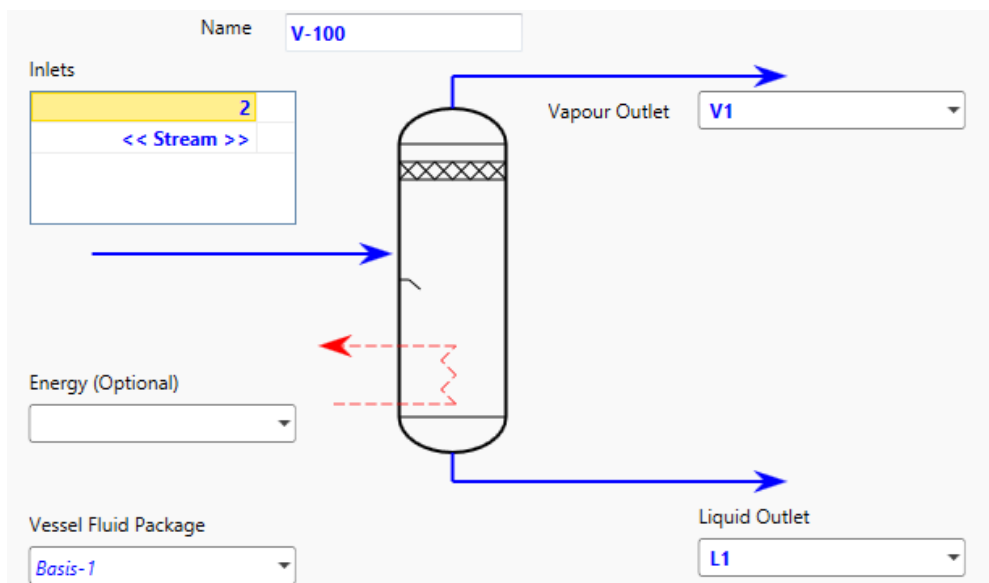 Name
V-100
Inlets
2
<< Stream >>
Vapour Outlet
V1
Energy (Optional)
Vessel Fluid Package
Basis-1
Liquid Outlet
L1